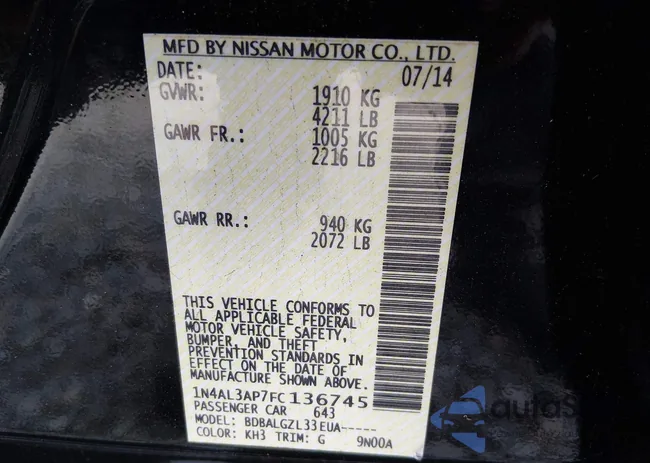 MFD BY NISSAN MOTOR CO., LTD.
DATE: 07/14
GVWR: 1910 KG
4211 LB
GAWR FR.: 1005 KG
2216 LB
GAWR RR.: 940 KG
2072 LB
THIS VEHICLE CONFORMS TO
ALL APPLICABLE FEDERAL
MOTOR VEHICLE SAFETY,
BUMPER, AND THEFT
PREVENTION STANDARDS IN
EFFECT ON THE DATE OF
MANUFACTURE SHOWN ABOVE.
1N4AL3AP7FC136745
PASSENGER CAR 643
MODEL: BDBALGZL33EUA-----
COLOR: KH3 TRIM: G 9N00A